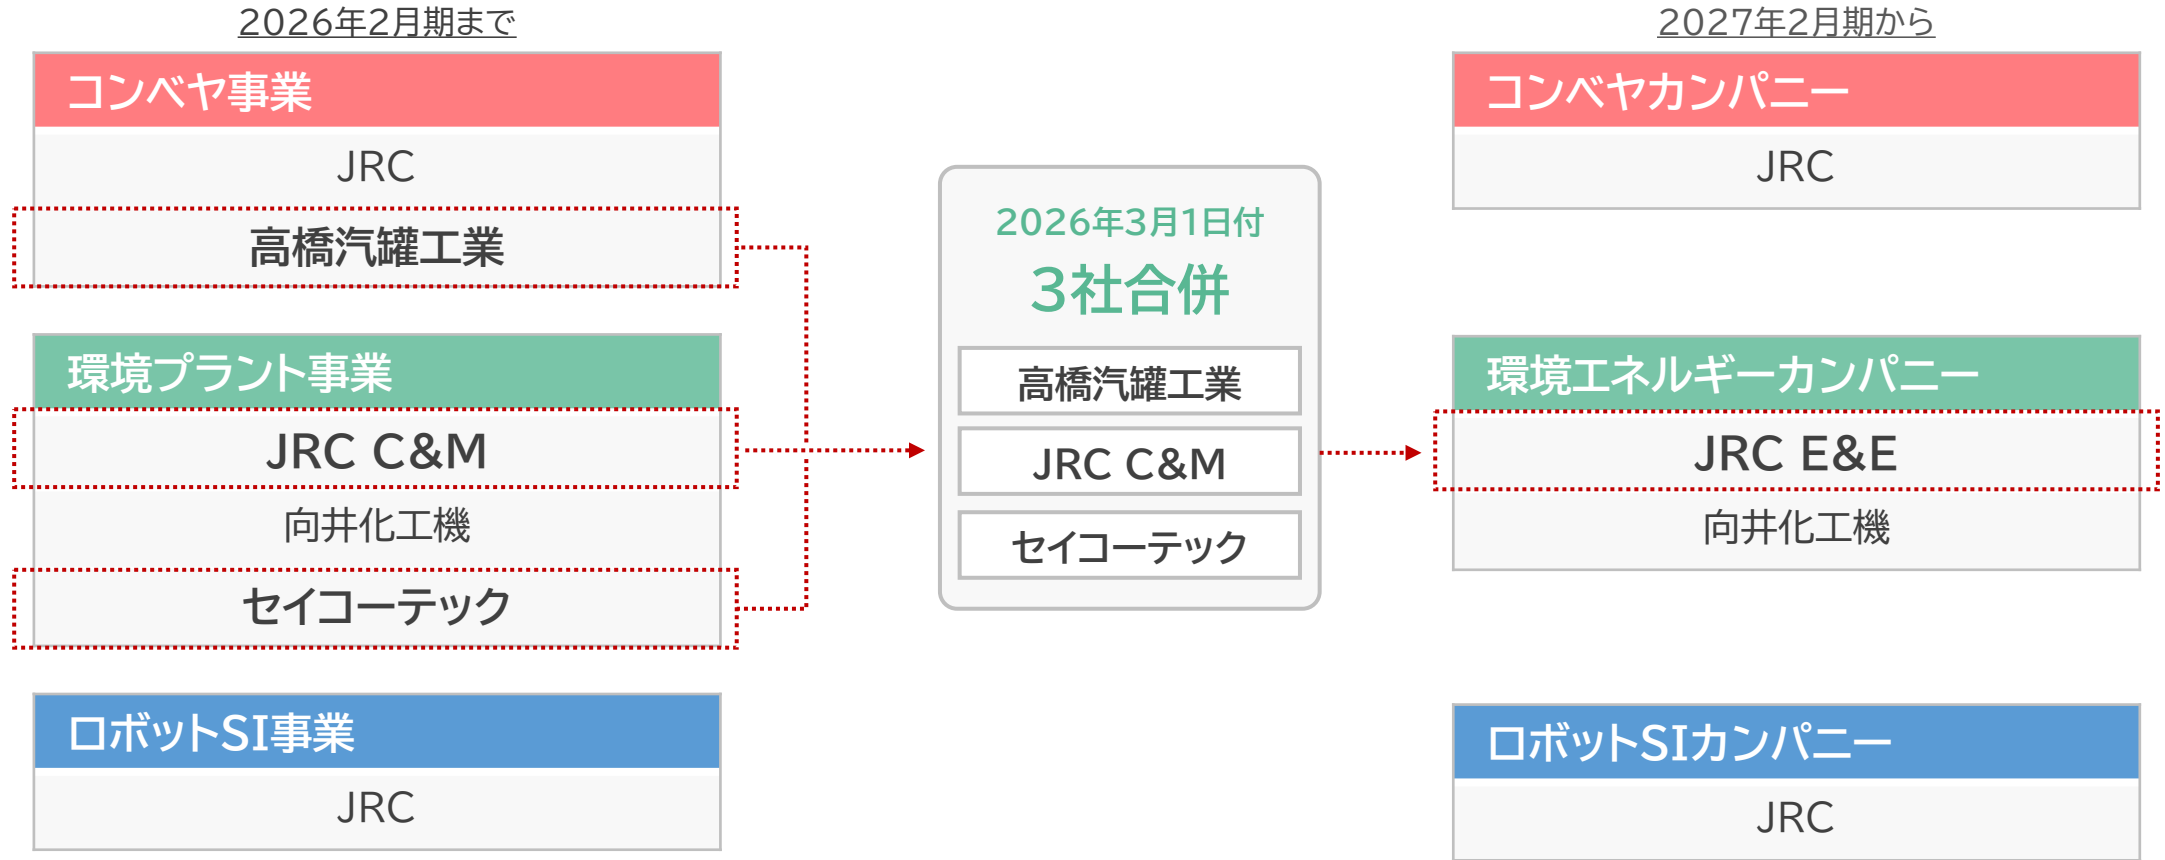 2026年2月期まで
コンベヤ事業
JRC
高橋汽罐工業
環境プラント事業
JRC C&M
向井化工機
セイコーテック
ロボットSI事業
JRC
2026年3月1日付
3社合併
高橋汽罐工業
JRC C&M
セイコーテック
2027年2月期から
コンベヤカンパニー
JRC
環境エネルギーカンパニー
JRC E&E
向井化工機
ロボットSIカンパニー
JRC